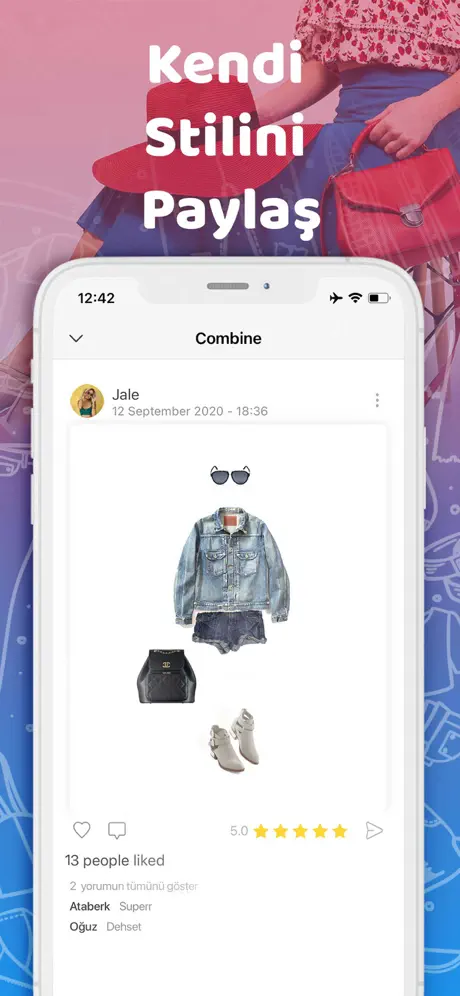 Kendi
Stilini
Paylaş
12:42
Combine
Jale
12 September 2020 - 18:36
5.0
13 people liked
2 yorumun tümünü göster
Ataberk Superr
Oğuz Dehset